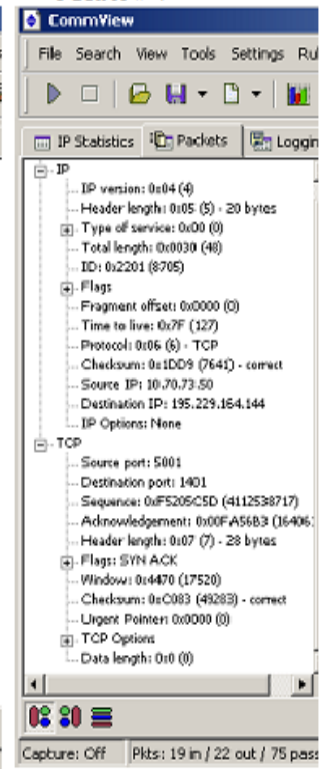 CommView
File Search View Tools Settings Ru
IP Statistics Packets Loggin
IP
IP version: 0x04 (4)
Header length: 0x05 (5) - 20 bytes
Type of service: 0x00 (0)
Total length: 0x0030 (48)
ID: 0x2201 (8705)
Flags
Fragment offset: 0x0000 (0)
Time to live: 0x7F (127)
Protocol: 0x06 (6) - TCP
Checksum: 0x1DD9 (7641) - correct
Source IP: 10.70.73.50
Destination IP: 195.229.164.144
IP Options: None
TCP
Source port: 5001
Destination port: 1401
Sequence: 0xF5205C5D (4112538717)
Acknowledgement: 0x00FA56B3 (16406
Header length: 0x07 (7) - 28 bytes
Flags: SYN ACK
Window: 0x4470 (17520)
Checksum: 0xC083 (49283) - correct
Urgent Pointer: 0x0000 (0)
TCP Options
Data length: 0x0 (0)
Capture: Off Pkts: 19 in / 22 out / 75 pass